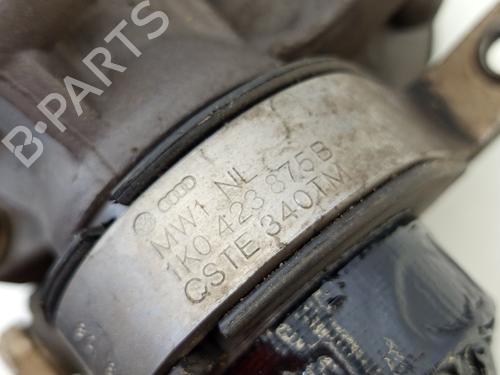 B-PARTS
MW1 NL
1K0 423 875B
GSTE 340TM